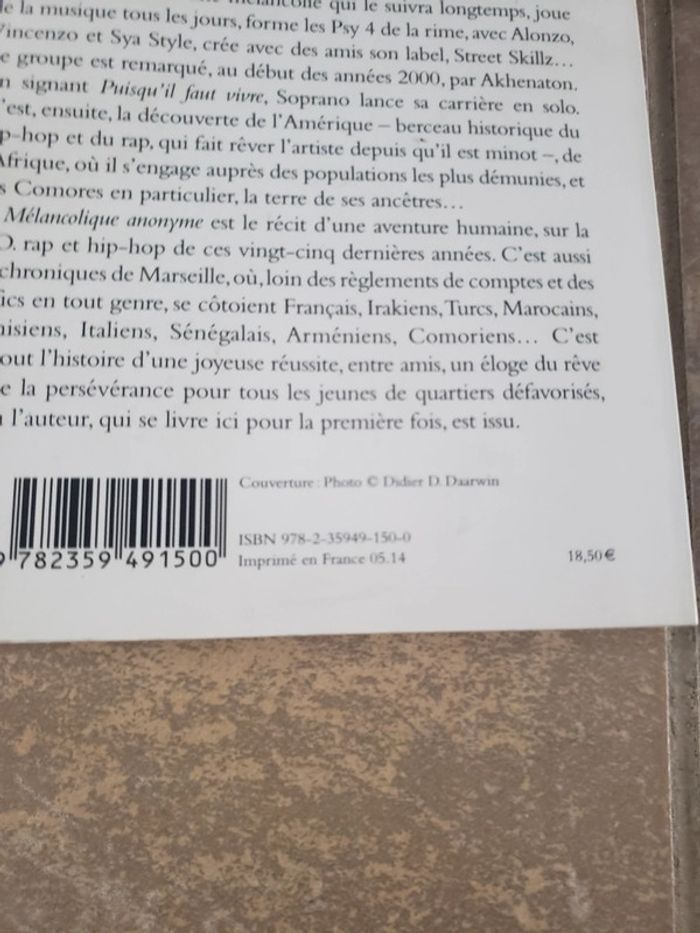 mélancolie qui le suivra longtemps, joue
de la musique tous les jours, forme les Psy 4 de la rime, avec Alonzo,
Vincenzo et Sya Style, crée avec des amis son label, Street Skillz…
e groupe est remarqué, au début des années 2000, par Akhenaton.
n signant Puisqu'il faut vivre, Soprano lance sa carrière en solo.
'est, ensuite, la découverte de l'Amérique – berceau historique du
p-hop et du rap, qui fait rêver l'artiste depuis qu'il est minot –, de
Afrique, où il s'engage auprès des populations les plus démunies, et
s Comores en particulier, la terre de ses ancêtres…
Mélancolique anonyme est le récit d'une aventure humaine, sur la
O. rap et hip-hop de ces vingt-cinq dernières années. C'est aussi
chroniques de Marseille, où, loin des règlements de comptes et des
ics en tout genre, se côtoient Français, Irakiens, Turcs, Marocains,
isiens, Italiens, Sénégalais, Arméniens, Comoriens… C'est
out l'histoire d'une joyeuse réussite, entre amis, un éloge du rêve
e la persévérance pour tous les jeunes de quartiers défavorisés,
l'auteur, qui se livre ici pour la première fois, est issu.
Couverture : Photo © Didier D. Daarwin
ISBN 978-2-35949-150-0
9 782359 491500
Imprimé en France 05.14
18,50 €